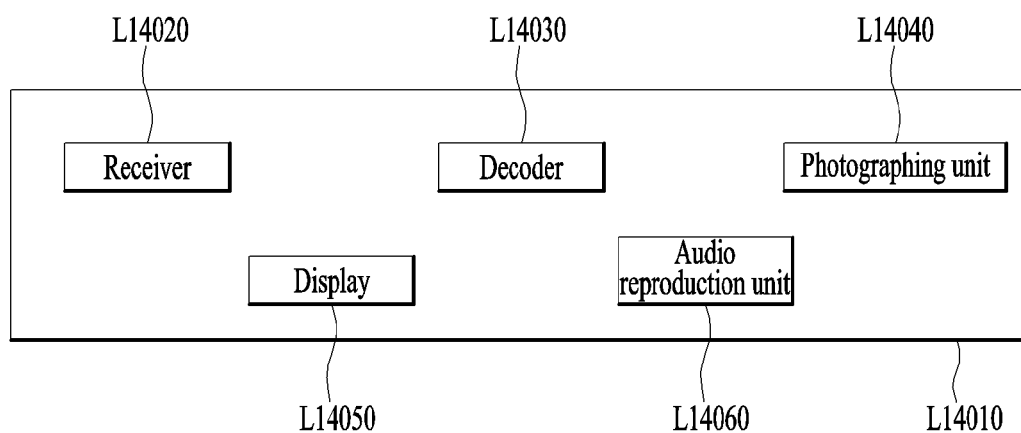 L14020
L14030
L14040
Receiver
Decoder
Photographing unit
Display
Audio
reproduction unit
L14050
L14060
L14010